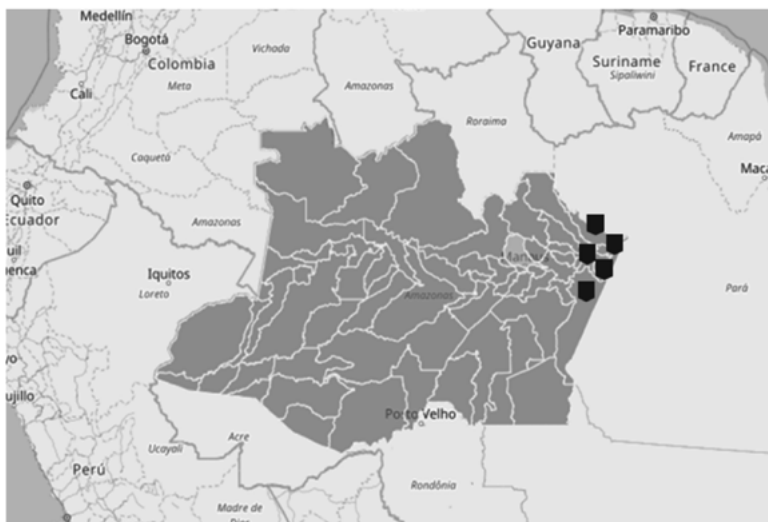 Medellín
Bogotá
Colombia
Vichada
Meta
Cali
Amazonas
Guyana
Paramaribo
Suriname
Sipaliwini
France
Roraima
Amapá
Caquetá
Quito
Ecuador
Amazonas
Iquitos
Loreto
Manaus
Amazonas
Pará
Porto Velho
Acre
Ucayali
Perú
Rondônia
Madre de